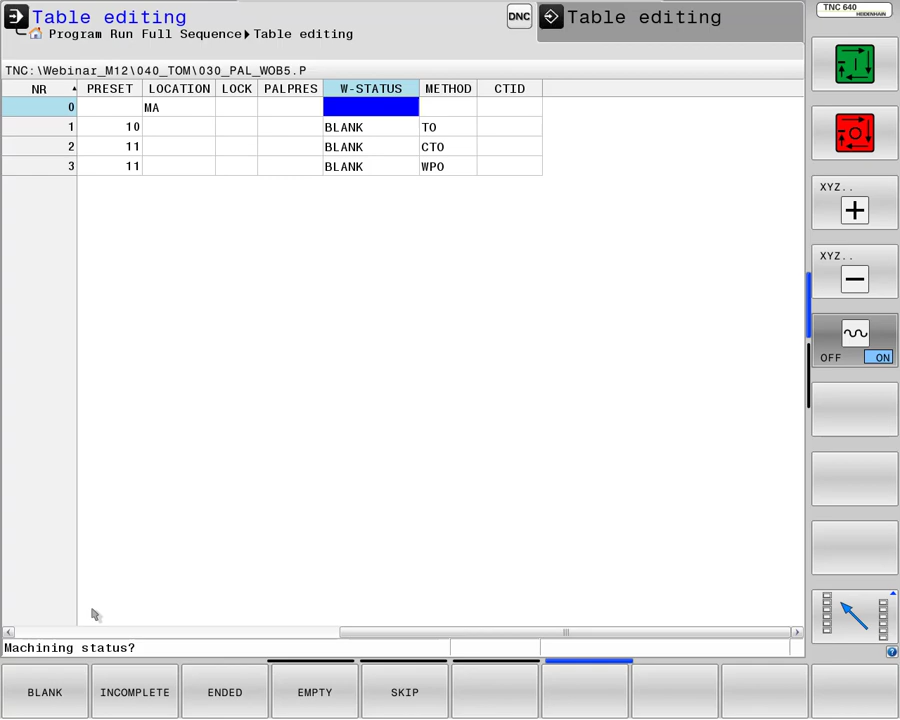 Table editing
Program Run Full Sequence Table editing
DNC
Table editing
TNC 640
HEIDENHAIN
TNC:\Webinar_M12\040_TOM\030_PAL_WOB5.P
NR PRESET LOCATION LOCK PALPRES W-STATUS METHOD CTID
0 MA
1 10 BLANK TO
2 11 BLANK CTO
3 11 BLANK WPO
XYZ..
XYZ..
OFF ON
Machining status?
BLANK INCOMPLETE ENDED EMPTY SKIP